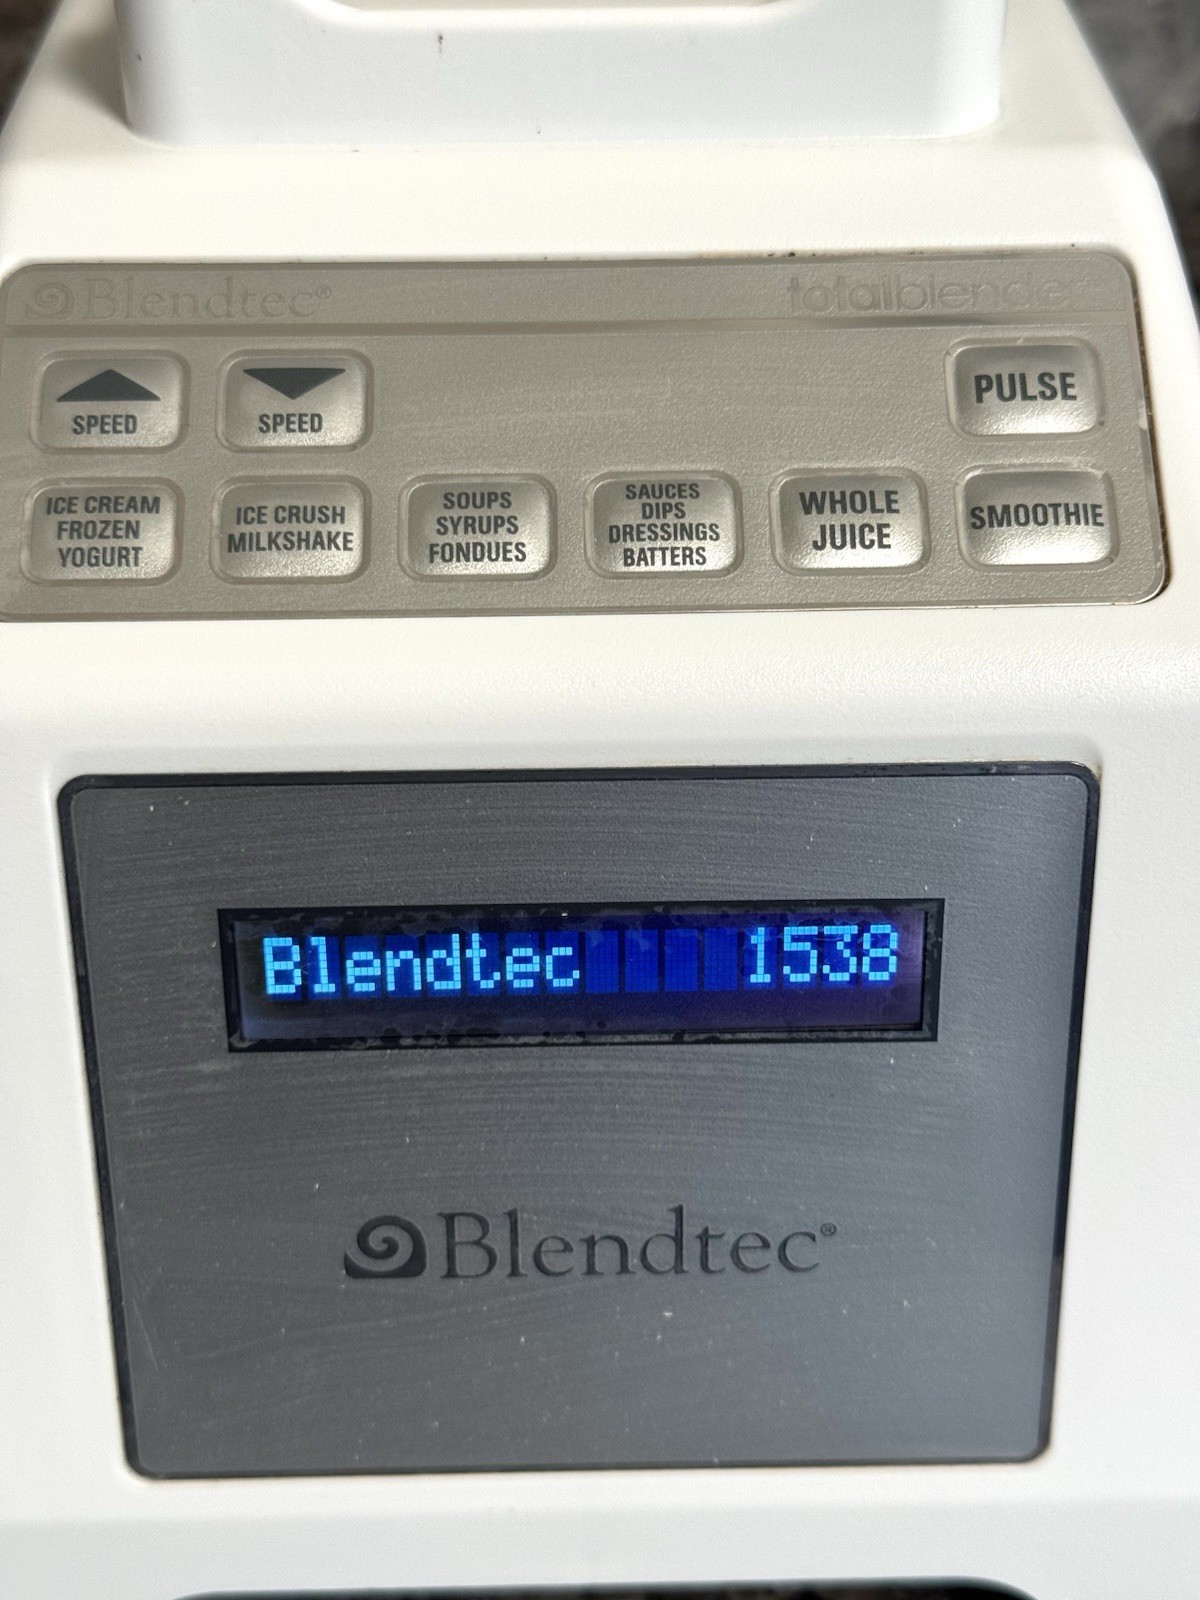 Blendtec®
totalblender
SPEED
SPEED
PULSE
ICE CREAM
FROZEN
YOGURT
ICE CRUSH
MILKSHAKE
SOUPS
SYRUPS
FONDUES
SAUCES
DIPS
DRESSINGS
BATTERS
WHOLE
JUICE
SMOOTHIE
Blendtec 1538
Blendtec®